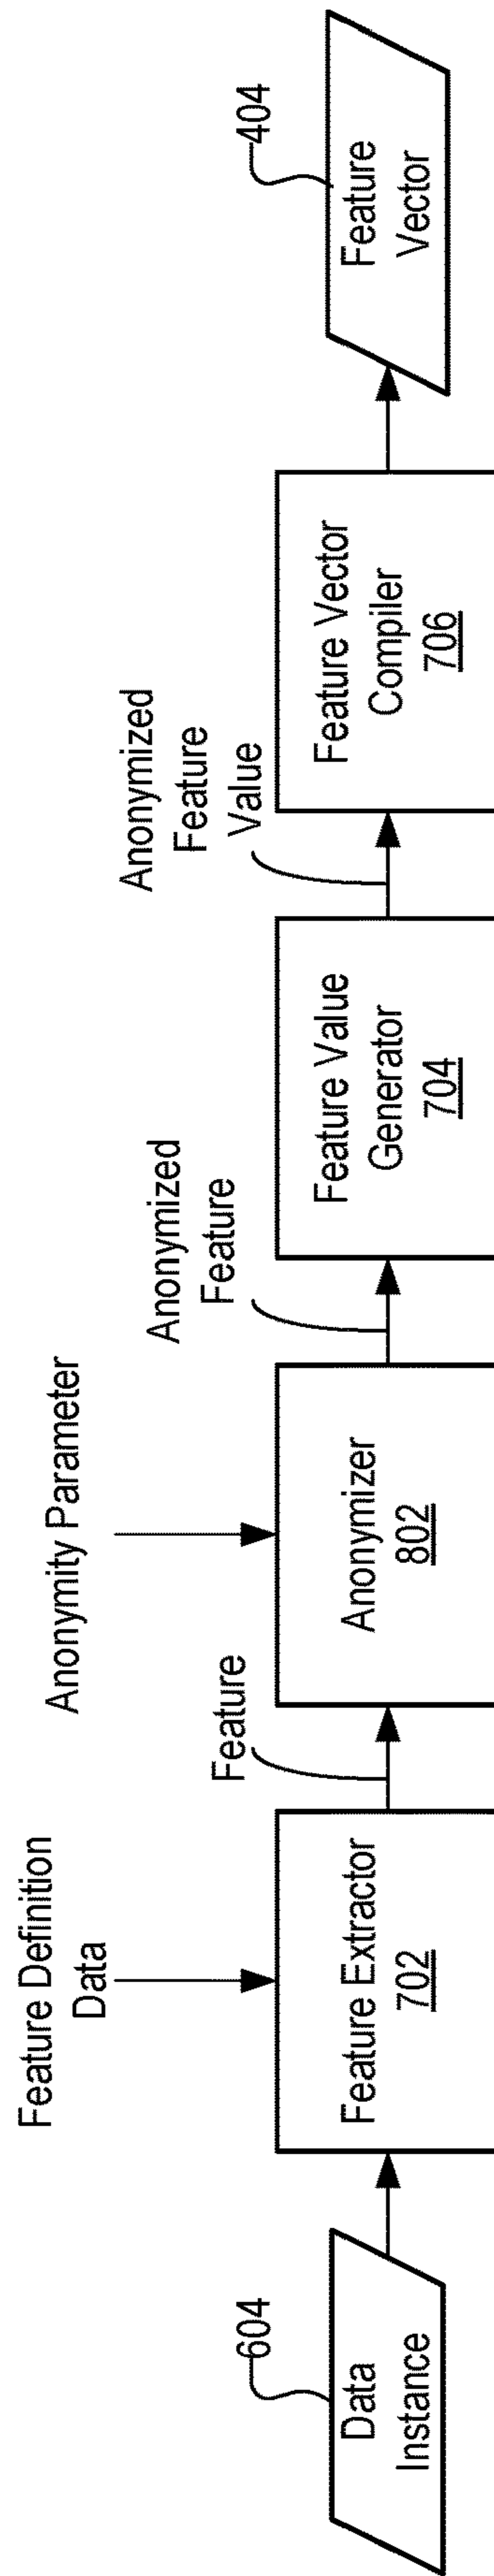 604
Data
Instance
Feature Definition
Data
Feature Extractor
702
Feature
Anonymity Parameter
Anonymizer
802
Anonymized
Feature
Feature Value
Generator
704
Anonymized
Feature
Value
Feature Vector
Compiler
706
404
Feature
Vector